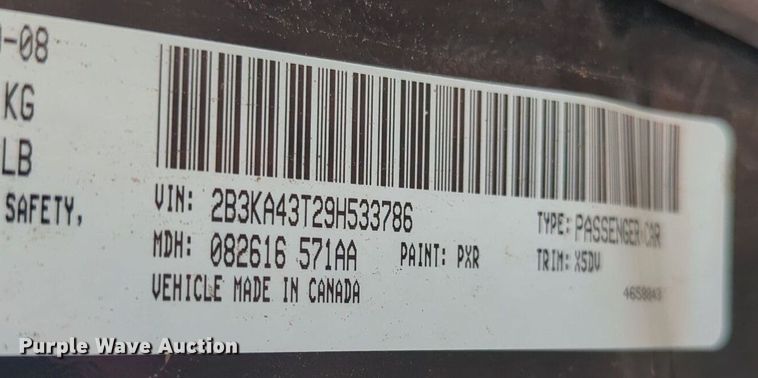 -08
KG
LB
SAFETY,
VIN: 2B3KA43T29H533786
TYPE: PASSENGER CAR
MDH: 082616 571AA PAINT: PXR TRIM: X5DV
VEHICLE MADE IN CANADA
4658043
Purple Wave Auction